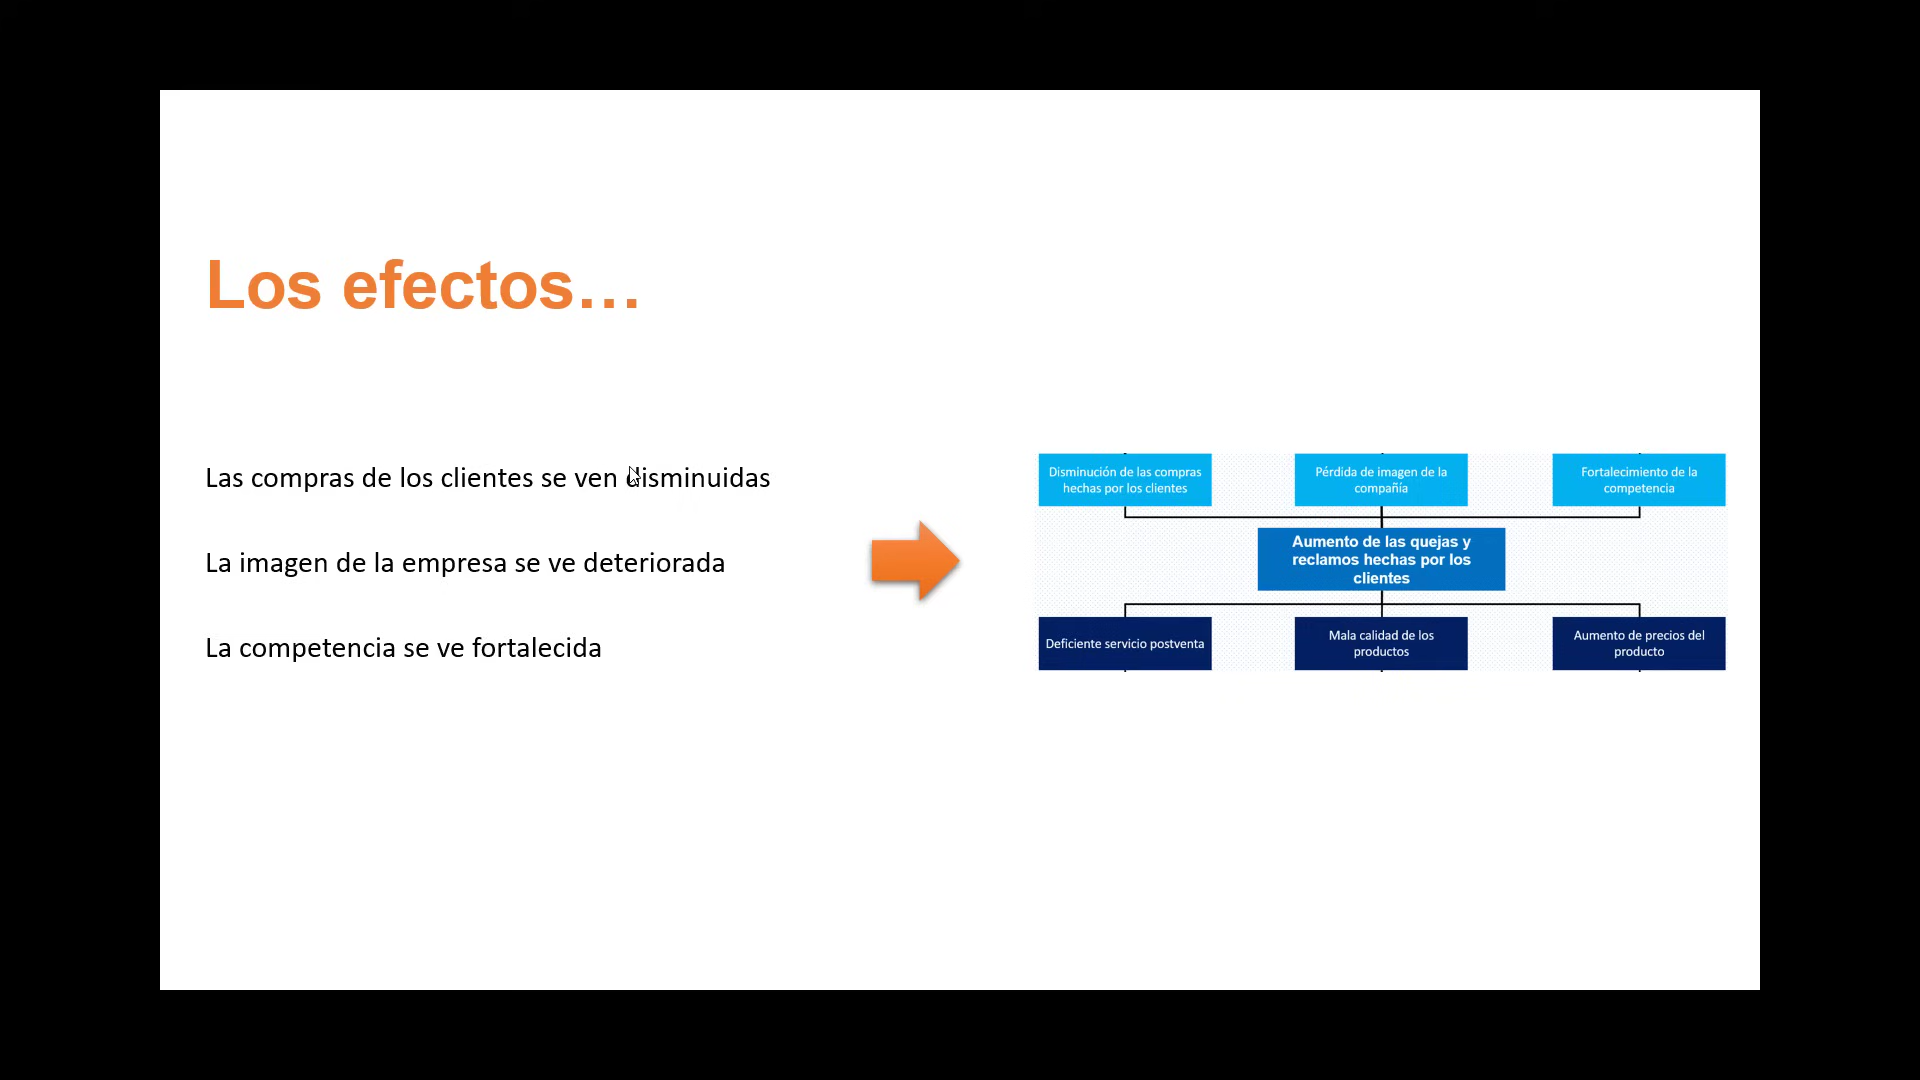 Los efectos...
Las compras de los clientes se ven disminuidas
La imagen de la empresa se ve deteriorada
La competencia se ve fortalecida
Disminución de las compras
hechas por los clientes
Pérdida de imagen de la
compañía
Fortalecimiento de la
competencia
Aumento de las quejas y
reclamos hechas por los
clientes
Deficiente servicio postventa
Mala calidad de los
productos
Aumento de precios del
producto